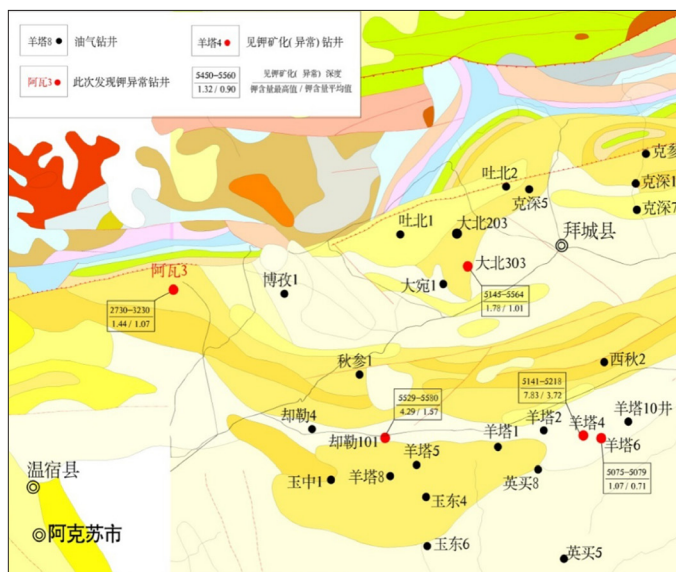 羊塔8 油气钻井
羊塔4 见钾矿化(异常)钻井
阿瓦3 此次发现钾异常钻井
5450-5560
1.32 / 0.90
见钾矿化(异常)深度
钾含量最高值 / 钾含量平均值
克参
吐北2
克深5
克深1
克深7
吐北1
大北203
拜城县
阿瓦3
博孜1
大北303
大宛1
2730-3230
1.44 / 1.07
5145-5564
1.78 / 1.01
秋参1
西秋2
5529-5580
4.29 / 1.57
5141-5218
7.83 / 3.72
却勒4
却勒101
羊塔1
羊塔2
羊塔4
羊塔10井
羊塔6
羊塔5
羊塔8
玉中1
英买8
5075-5079
1.07 / 0.71
温宿县
玉东4
阿克苏市
玉东6
英买5